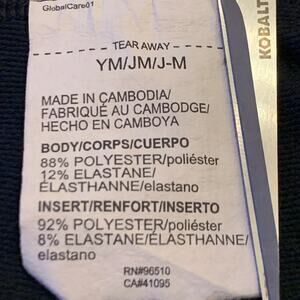 GlobalCare01
TEAR AWAY
YM/JM/J-M
MADE IN CAMBODIA/
FABRIQUÉ AU CAMBODGE/
HECHO EN CAMBOYA
BODY/CORPS/CUERPO
88% POLYESTER/poliéster
12% ELASTANE/
ÉLASTHANNE/elastano
INSERT/RENFORT/INSERTO
92% POLYESTER/poliéster
8% ELASTANE/ÉLASTHANNE/
elastano
RN#96510
CA#41095
KOBALT